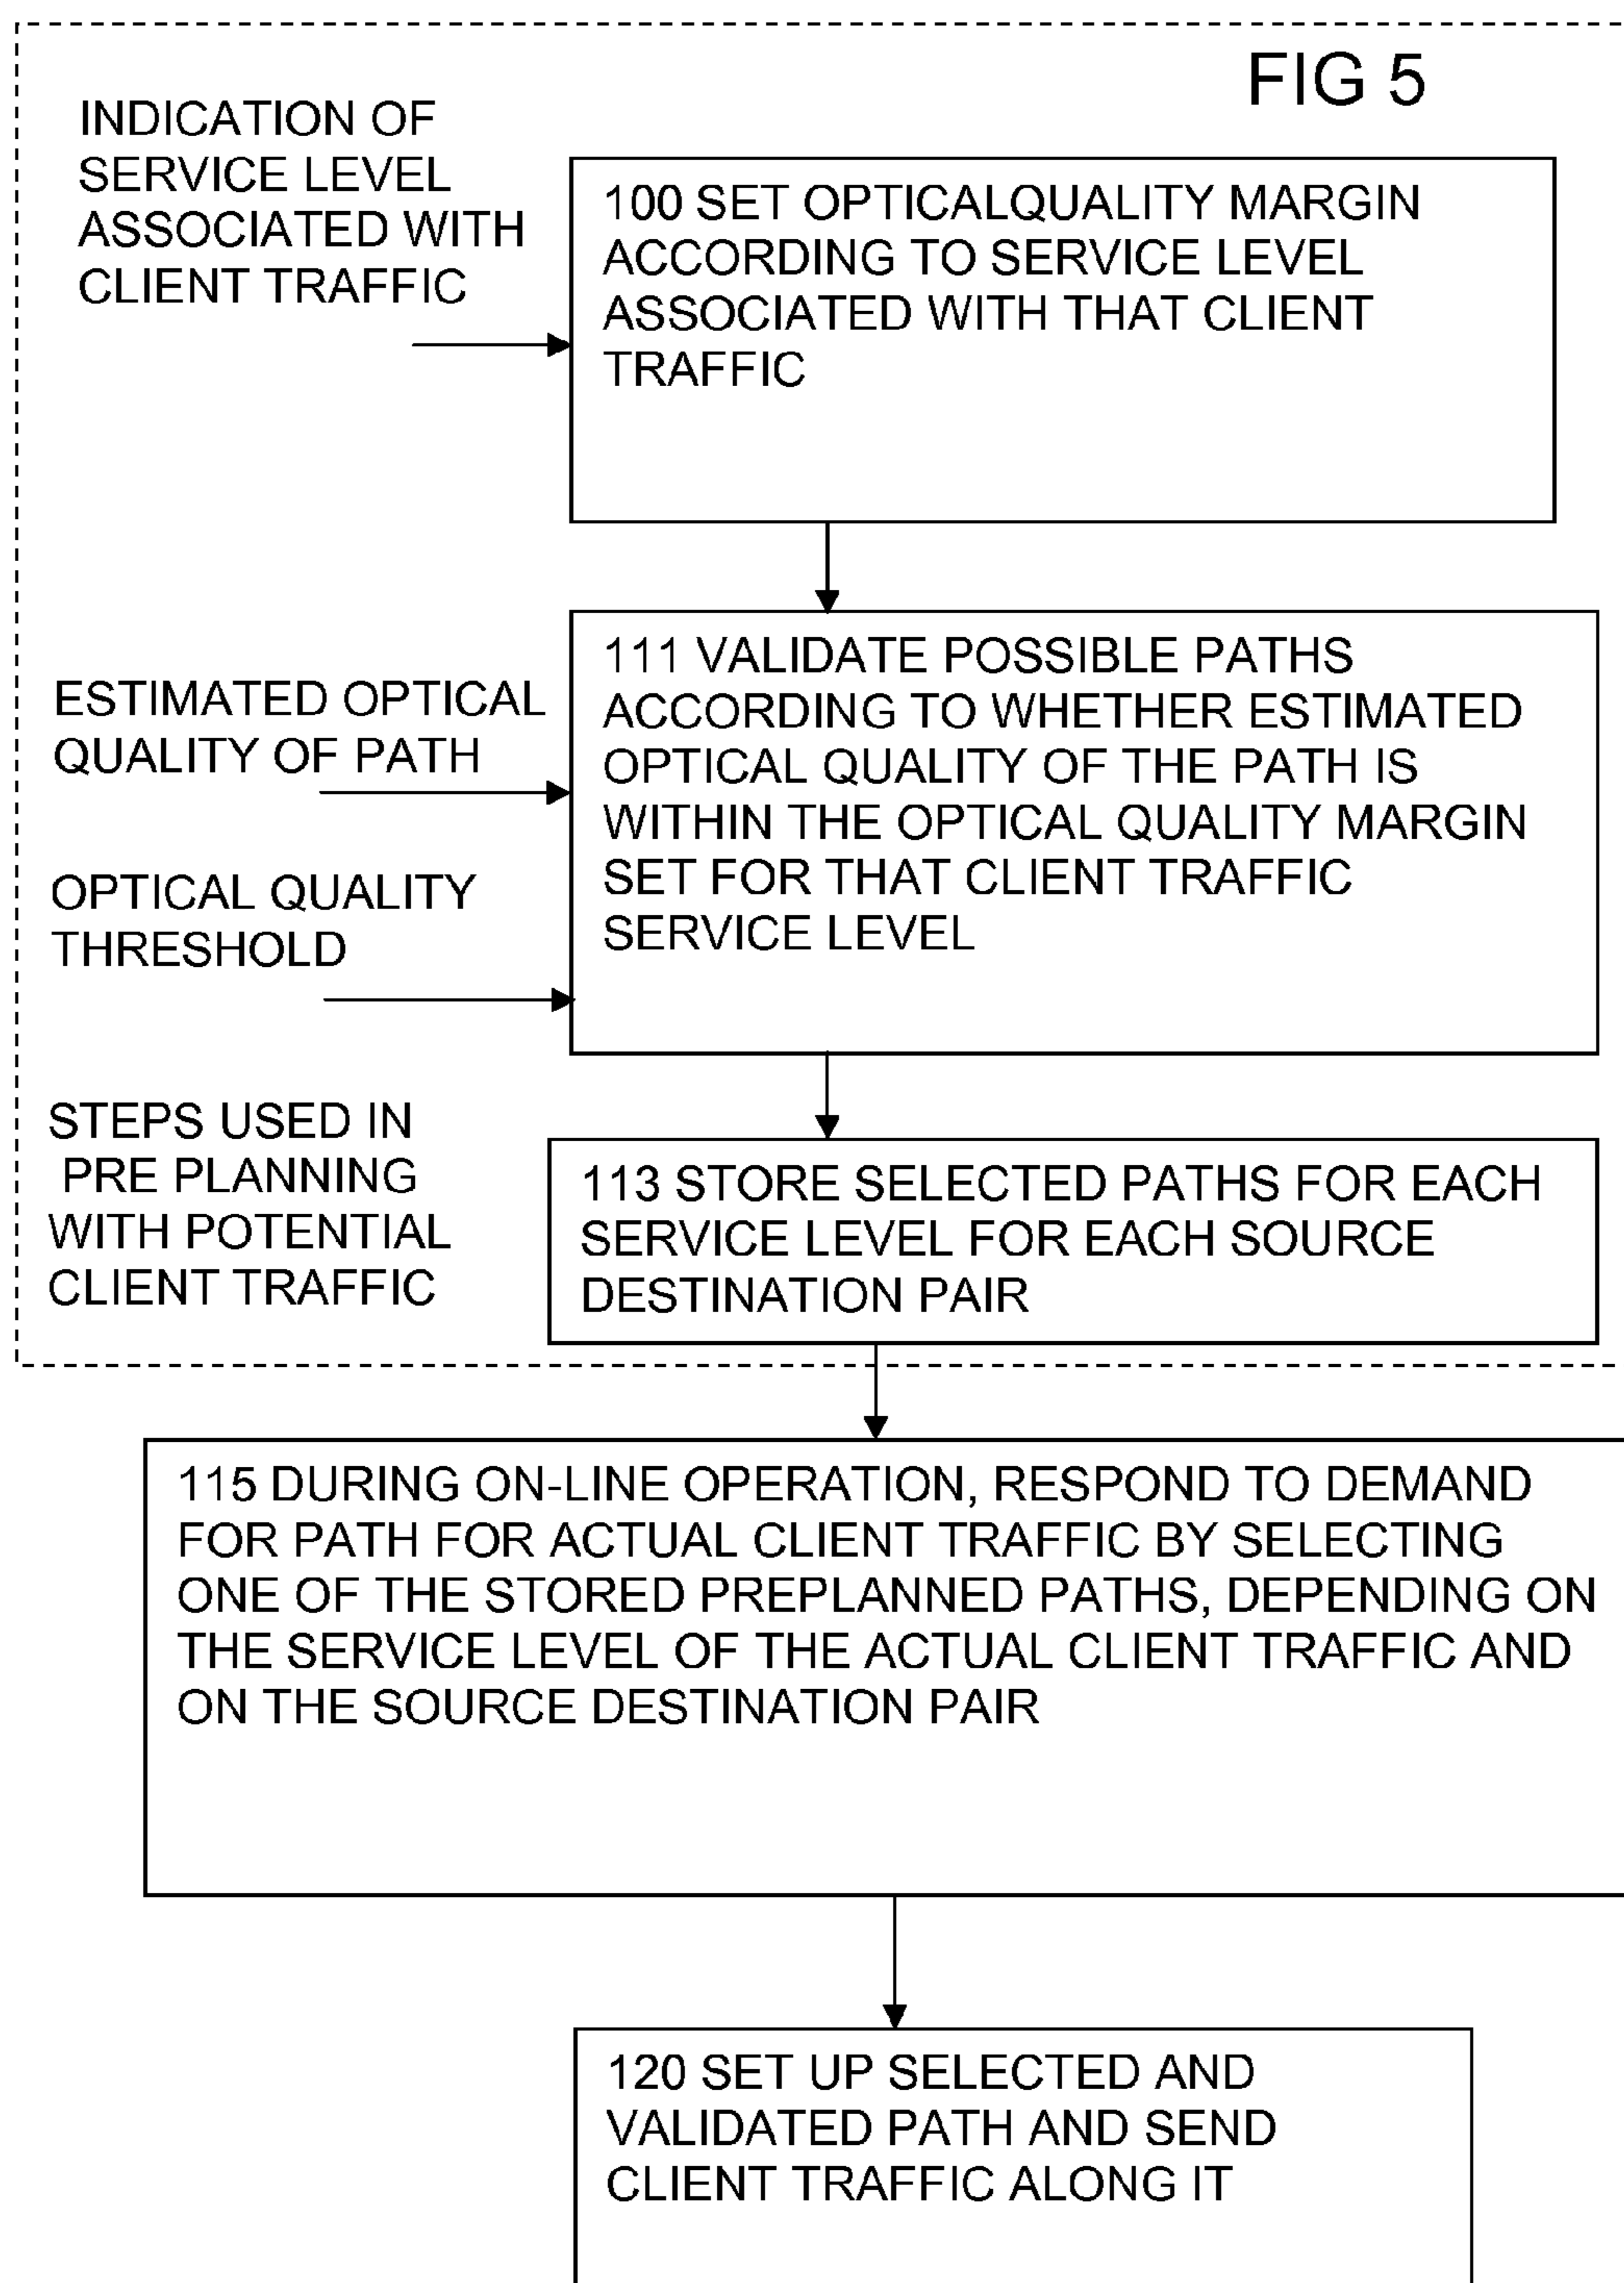 FIG 5
INDICATION OF
SERVICE LEVEL
ASSOCIATED WITH
CLIENT TRAFFIC
100 SET OPTICALQUALITY MARGIN
ACCORDING TO SERVICE LEVEL
ASSOCIATED WITH THAT CLIENT
TRAFFIC
ESTIMATED OPTICAL
QUALITY OF PATH
OPTICAL QUALITY
THRESHOLD
111 VALIDATE POSSIBLE PATHS
ACCORDING TO WHETHER ESTIMATED
OPTICAL QUALITY OF THE PATH IS
WITHIN THE OPTICAL QUALITY MARGIN
SET FOR THAT CLIENT TRAFFIC
SERVICE LEVEL
STEPS USED IN
PRE PLANNING
WITH POTENTIAL
CLIENT TRAFFIC
113 STORE SELECTED PATHS FOR EACH
SERVICE LEVEL FOR EACH SOURCE
DESTINATION PAIR
115 DURING ON-LINE OPERATION, RESPOND TO DEMAND
FOR PATH FOR ACTUAL CLIENT TRAFFIC BY SELECTING
ONE OF THE STORED PREPLANNED PATHS, DEPENDING ON
THE SERVICE LEVEL OF THE ACTUAL CLIENT TRAFFIC AND
ON THE SOURCE DESTINATION PAIR
120 SET UP SELECTED AND
VALIDATED PATH AND SEND
CLIENT TRAFFIC ALONG IT